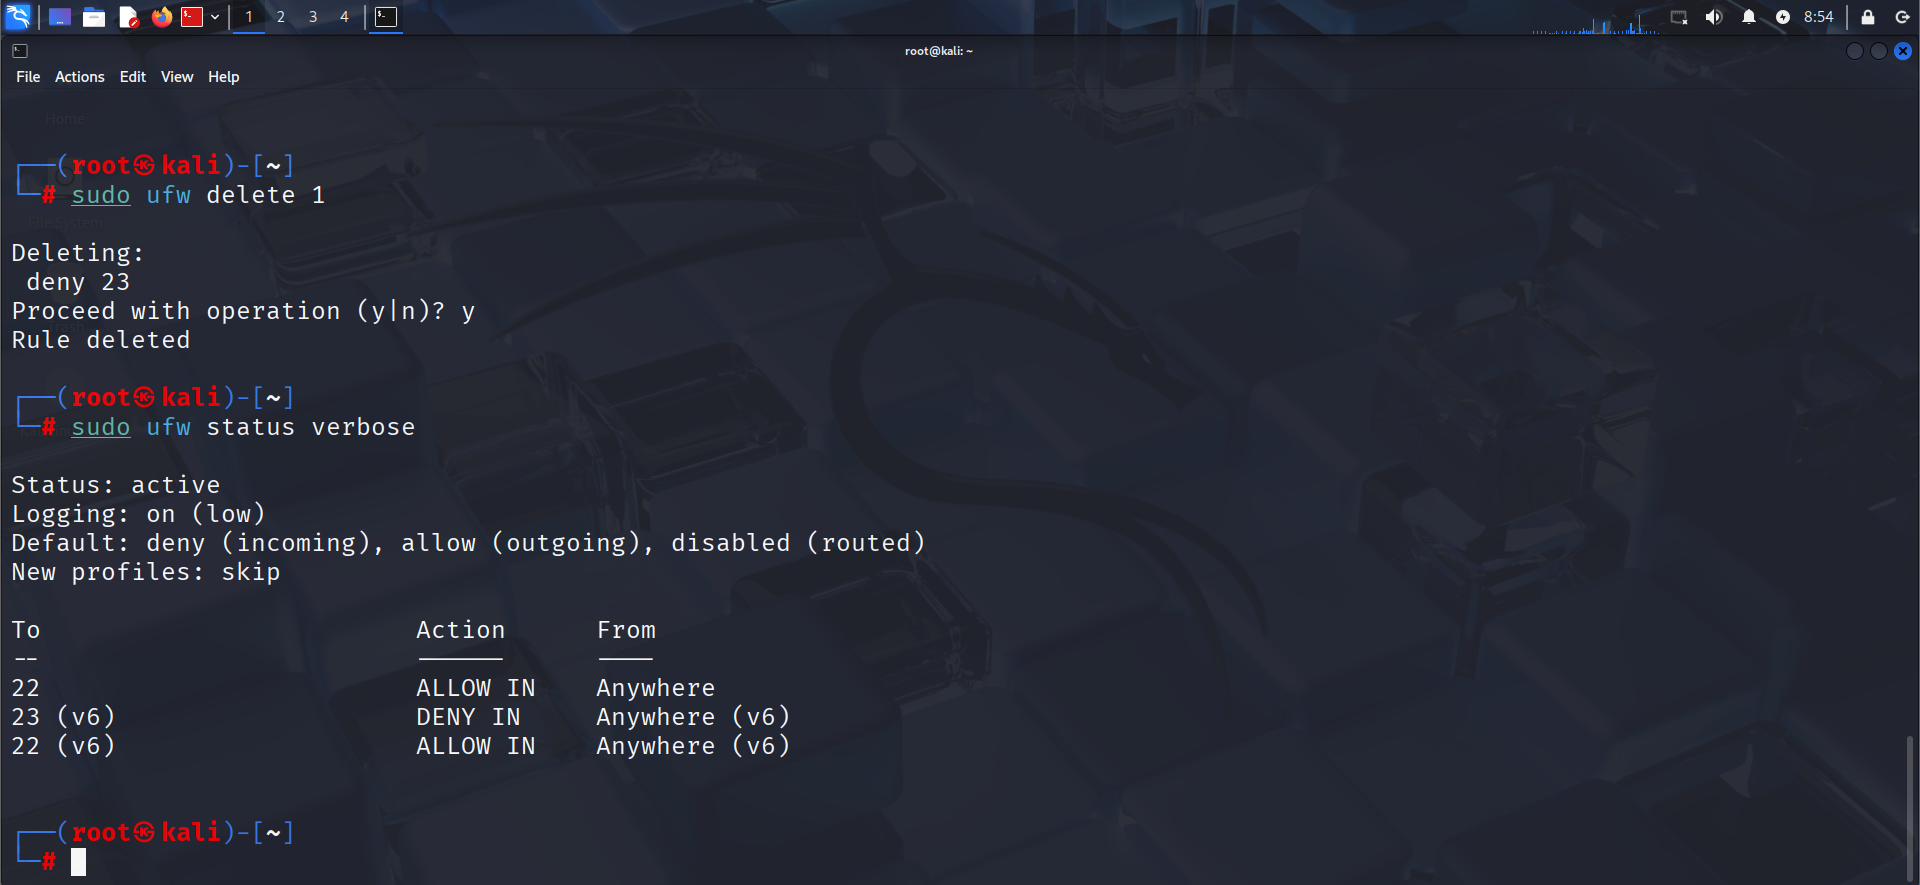 1 2 3 4 8:54
root@kali: ~
File Actions Edit View Help
Home
┌──(root㉿kali)-[~]
└─# sudo ufw delete 1
File System
Deleting:
 deny 23
Proceed with operation (y|n)? y
Rule deleted
┌──(root㉿kali)-[~]
└─# sudo ufw status verbose
Status: active
Logging: on (low)
Default: deny (incoming), allow (outgoing), disabled (routed)
New profiles: skip
To                         Action      From
--                         ------      ----
22                         ALLOW IN    Anywhere
23 (v6)                    DENY IN     Anywhere (v6)
22 (v6)                    ALLOW IN    Anywhere (v6)
┌──(root㉿kali)-[~]
└─#